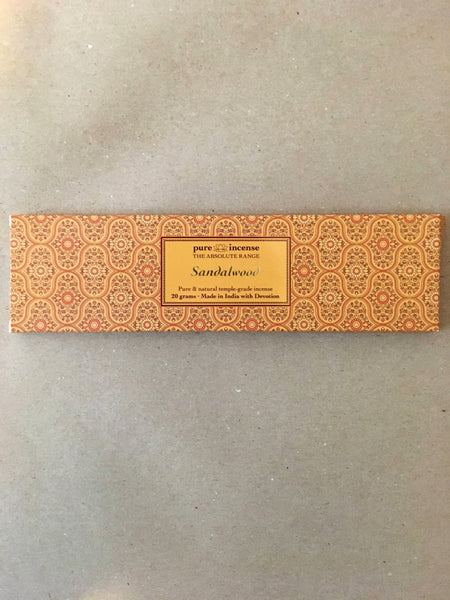 pure incense
THE ABSOLUTE RANGE
Sandalwood
Pure & natural temple-grade incense
20 grams · Made in India with Devotion